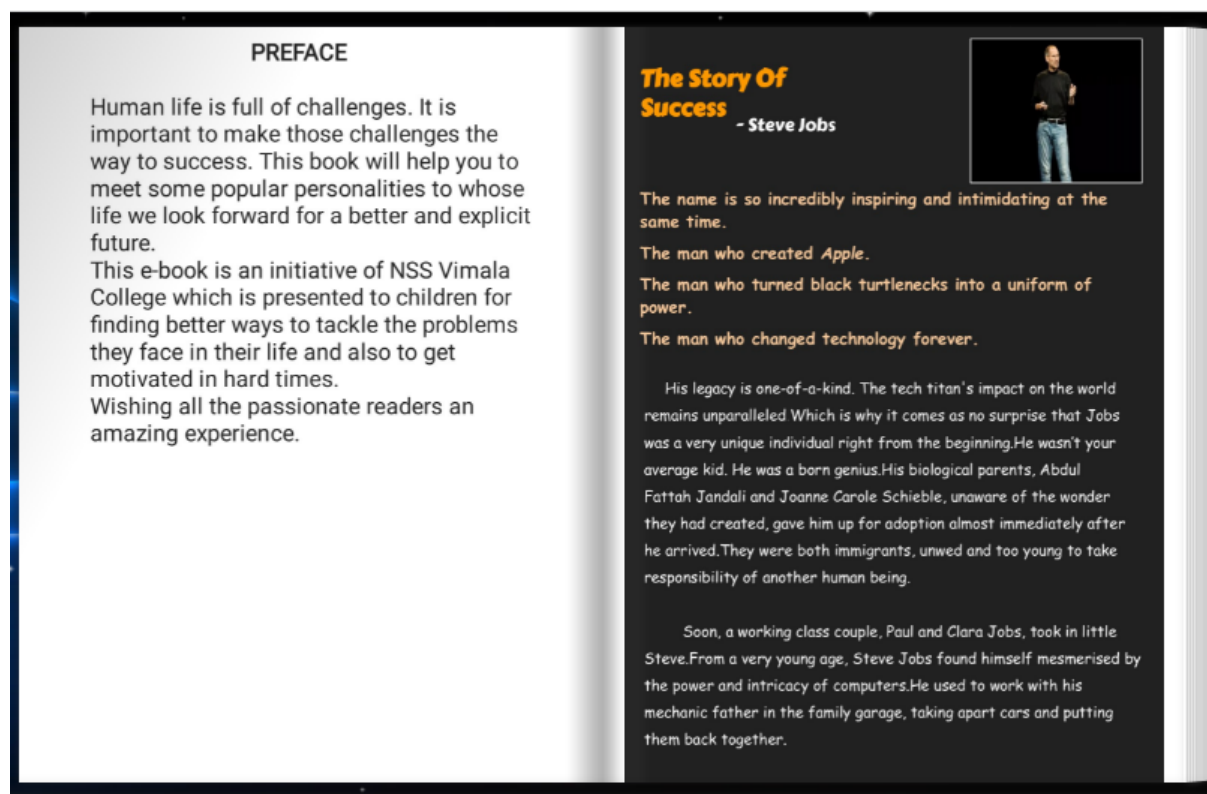 PREFACE
Human life is full of challenges. It is
important to make those challenges the
way to success. This book will help you to
meet some popular personalities to whose
life we look forward for a better and explicit
future.
This e-book is an initiative of NSS Vimala
College which is presented to children for
finding better ways to tackle the problems
they face in their life and also to get
motivated in hard times.
Wishing all the passionate readers an
amazing experience.
The Story Of
Success
- Steve Jobs
The name is so incredibly inspiring and intimidating at the
same time.
The man who created Apple.
The man who turned black turtlenecks into a uniform of
power.
The man who changed technology forever.
His legacy is one-of-a-kind. The tech titan's impact on the world
remains unparalleled Which is why it comes as no surprise that Jobs
was a very unique individual right from the beginning.He wasn't your
average kid. He was a born genius.His biological parents, Abdul
Fattah Jandali and Joanne Carole Schieble, unaware of the wonder
they had created, gave him up for adoption almost immediately after
he arrived.They were both immigrants, unwed and too young to take
responsibility of another human being.
Soon, a working class couple, Paul and Clara Jobs, took in little
Steve.From a very young age, Steve Jobs found himself mesmerised by
the power and intricacy of computers.He used to work with his
mechanic father in the family garage, taking apart cars and putting
them back together.